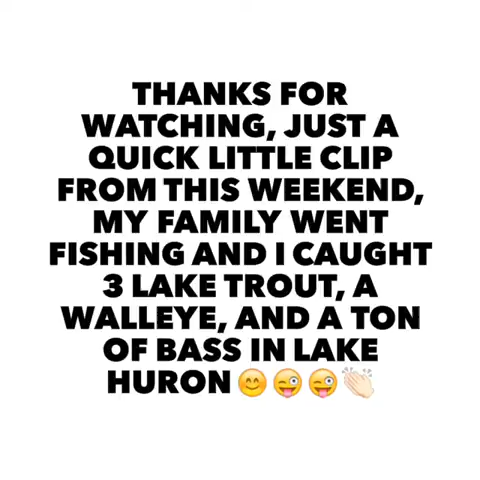 THANKS FOR
WATCHING, JUST A
QUICK LITTLE CLIP
FROM THIS WEEKEND,
MY FAMILY WENT
FISHING AND I CAUGHT
3 LAKE TROUT, A
WALLEYE, AND A TON
OF BASS IN LAKE
HURON 😊😜😜👏🏻